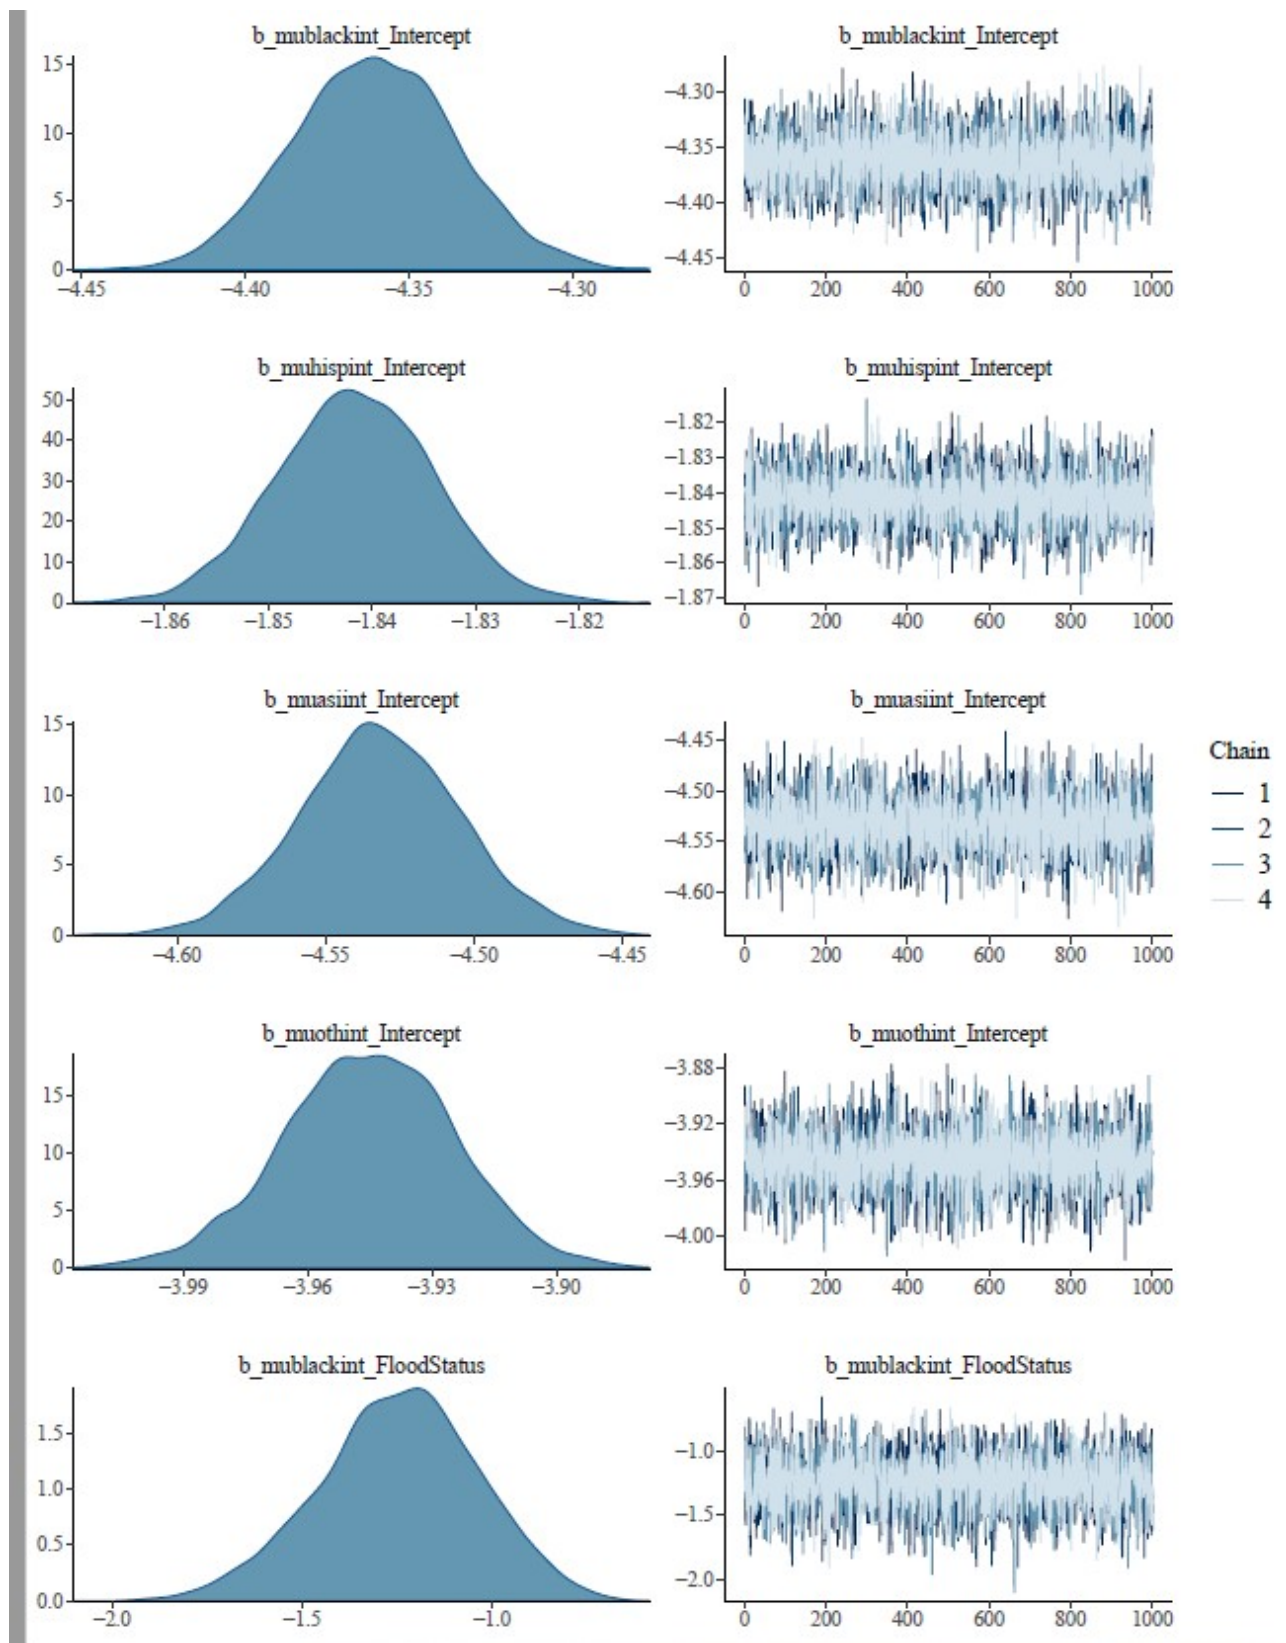 b_mublackint_Intercept
b_mublackint_Intercept
15
10
5
0
−4.45 −4.40 −4.35 −4.30
−4.30
−4.35
−4.40
−4.45
0 200 400 600 800 1000
b_muhispint_Intercept
b_muhispint_Intercept
50
40
30
20
10
0
−1.86 −1.85 −1.84 −1.83 −1.82
−1.82
−1.83
−1.84
−1.85
−1.86
−1.87
0 200 400 600 800 1000
b_muasiint_Intercept
b_muasiint_Intercept
15
10
5
0
−4.60 −4.55 −4.50 −4.45
−4.45
−4.50
−4.55
−4.60
0 200 400 600 800 1000
Chain
1
2
3
4
b_muothint_Intercept
b_muothint_Intercept
15
10
5
0
−3.99 −3.96 −3.93 −3.90
−3.88
−3.92
−3.96
−4.00
0 200 400 600 800 1000
b_mublackint_FloodStatus
b_mublackint_FloodStatus
1.5
1.0
0.5
0.0
−2.0 −1.5 −1.0
−1.0
−1.5
−2.0
0 200 400 600 800 1000